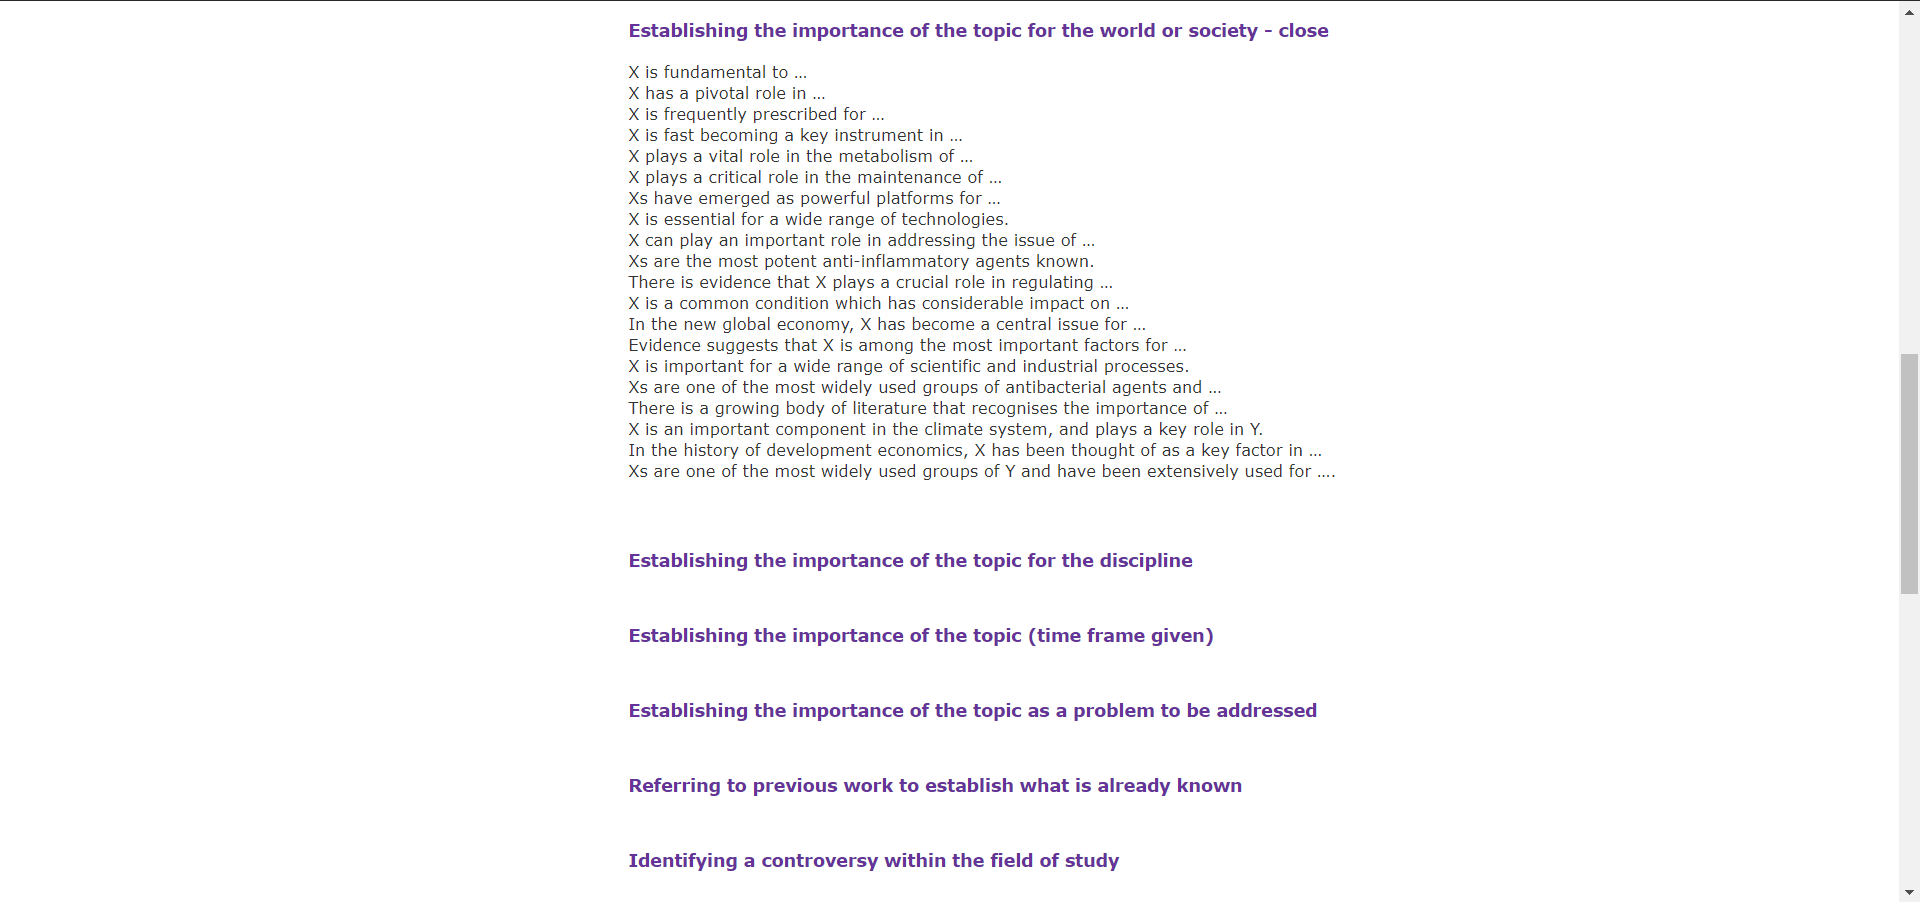 Establishing the importance of the topic for the world or society - close
X is fundamental to …
X has a pivotal role in …
X is frequently prescribed for …
X is fast becoming a key instrument in …
X plays a vital role in the metabolism of …
X plays a critical role in the maintenance of …
Xs have emerged as powerful platforms for …
X is essential for a wide range of technologies.
X can play an important role in addressing the issue of …
Xs are the most potent anti-inflammatory agents known.
There is evidence that X plays a crucial role in regulating …
X is a common condition which has considerable impact on …
In the new global economy, X has become a central issue for …
Evidence suggests that X is among the most important factors for …
X is important for a wide range of scientific and industrial processes.
Xs are one of the most widely used groups of antibacterial agents and …
There is a growing body of literature that recognises the importance of …
X is an important component in the climate system, and plays a key role in Y.
In the history of development economics, X has been thought of as a key factor in …
Xs are one of the most widely used groups of Y and have been extensively used for ….
Establishing the importance of the topic for the discipline
Establishing the importance of the topic (time frame given)
Establishing the importance of the topic as a problem to be addressed
Referring to previous work to establish what is already known
Identifying a controversy within the field of study